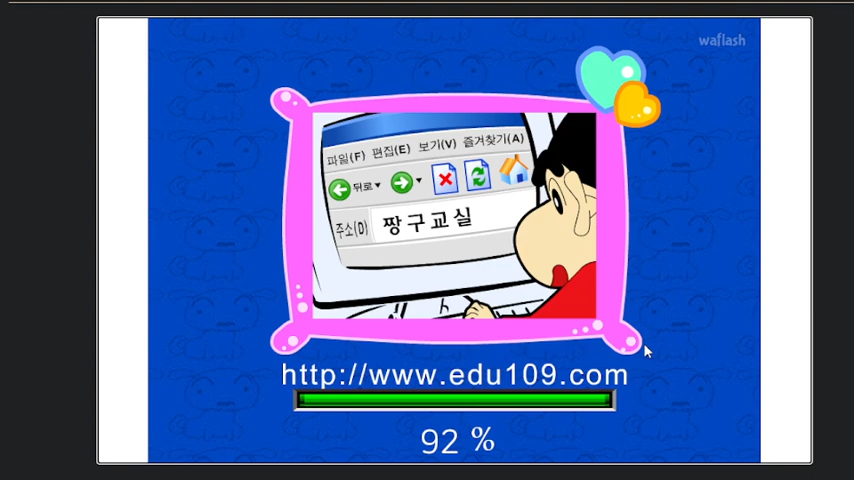 waflash
파일(F) 편집(E) 보기(V) 즐겨찾기(A)
뒤로
주소(D) 짱구교실
http://www.edu109.com
92 %